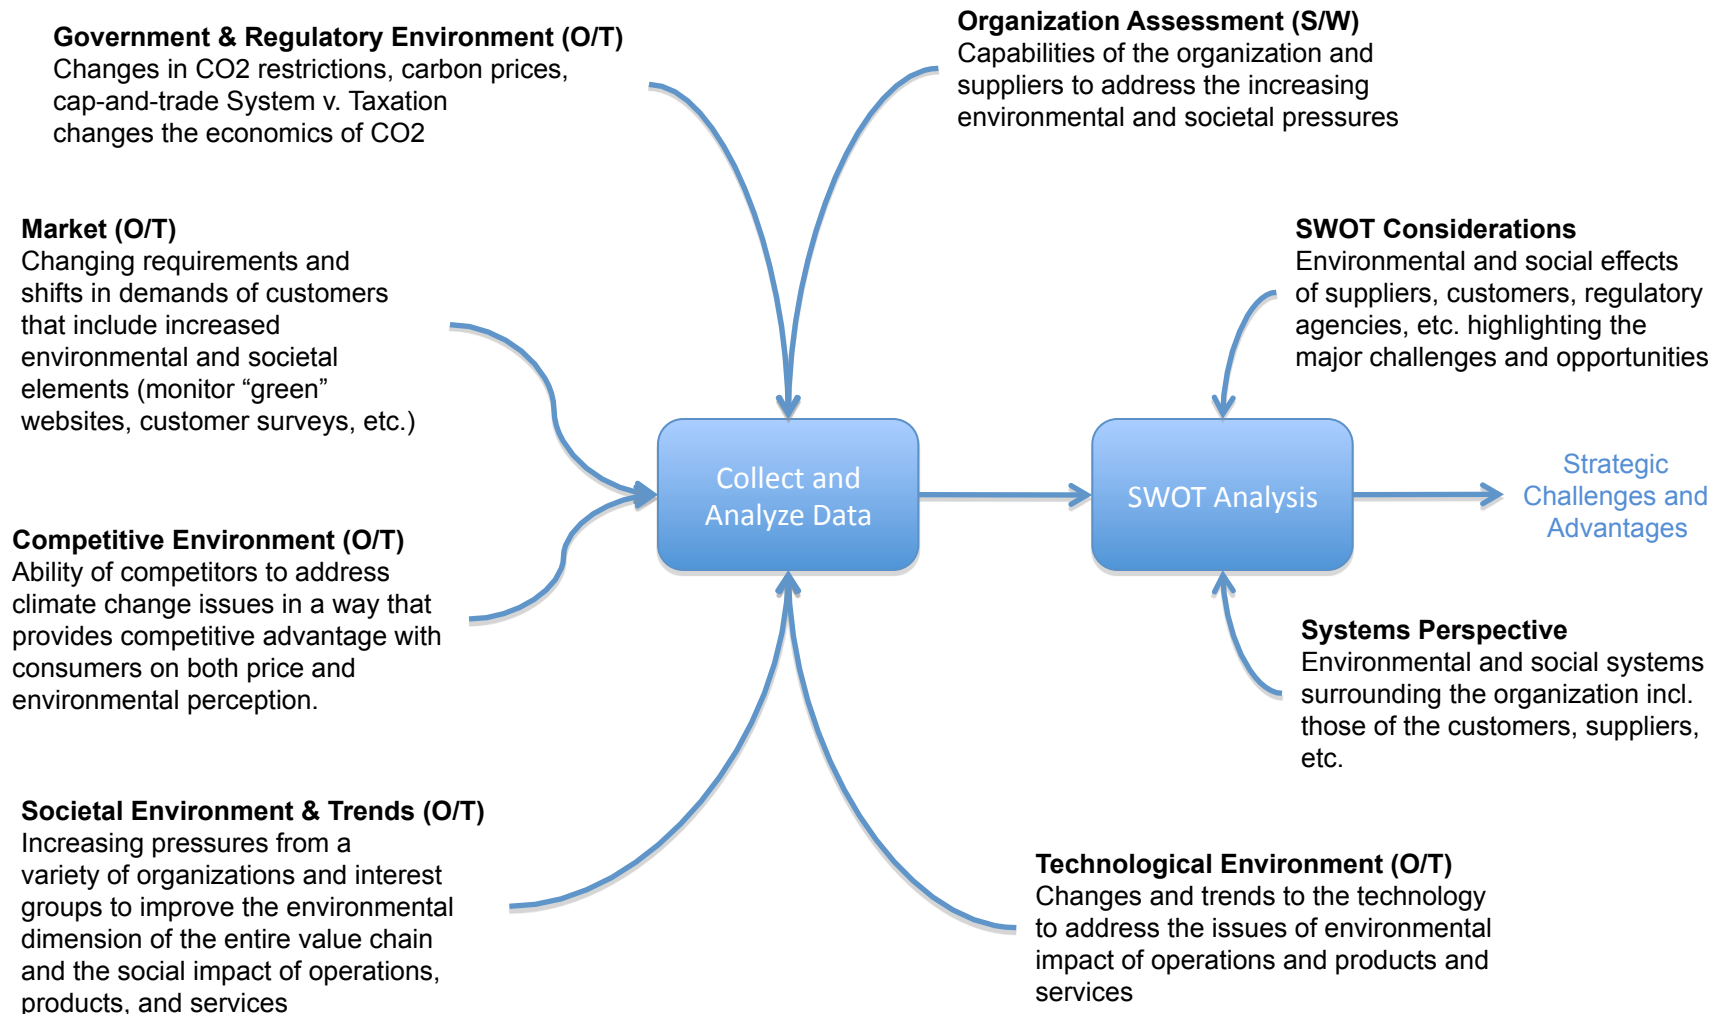 Government & Regulatory Environment (O/T)
Changes in CO2 restrictions, carbon prices,
cap-and-trade System v. Taxation
changes the economics of CO2
Organization Assessment (S/W)
Capabilities of the organization and
suppliers to address the increasing
environmental and societal pressures
Market (O/T)
Changing requirements and
shifts in demands of customers
that include increased
environmental and societal
elements (monitor “green”
websites, customer surveys, etc.)
SWOT Considerations
Environmental and social effects
of suppliers, customers, regulatory
agencies, etc. highlighting the
major challenges and opportunities
Collect and
Analyze Data
SWOT Analysis
Strategic
Challenges and
Advantages
Competitive Environment (O/T)
Ability of competitors to address
climate change issues in a way that
provides competitive advantage with
consumers on both price and
environmental perception.
Systems Perspective
Environmental and social systems
surrounding the organization incl.
those of the customers, suppliers,
etc.
Societal Environment & Trends (O/T)
Increasing pressures from a
variety of organizations and interest
groups to improve the environmental
dimension of the entire value chain
and the social impact of operations,
products, and services
Technological Environment (O/T)
Changes and trends to the technology
to address the issues of environmental
impact of operations and products and
services